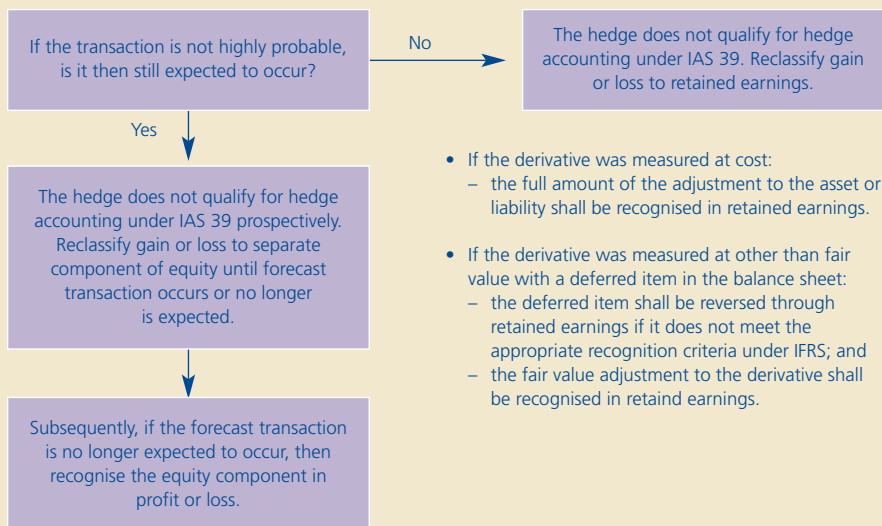 If the transaction is not highly probable,
is it then still expected to occur?
No
The hedge does not qualify for hedge
accounting under IAS 39. Reclassify gain
or loss to retained earnings.
Yes
The hedge does not qualify for hedge
accounting under IAS 39 prospectively.
Reclassify gain or loss to separate
component of equity until forecast
transaction occurs or no longer
is expected.
• If the derivative was measured at cost:
– the full amount of the adjustment to the asset or
liability shall be recognised in retained earnings.
• If the derivative was measured at other than fair
value with a deferred item in the balance sheet:
– the deferred item shall be reversed through
retained earnings if it does not meet the
appropriate recognition criteria under IFRS; and
– the fair value adjustment to the derivative shall
be recognised in retaind earnings.
Subsequently, if the forecast transaction
is no longer expected to occur, then
recognise the equity component in
profit or loss.